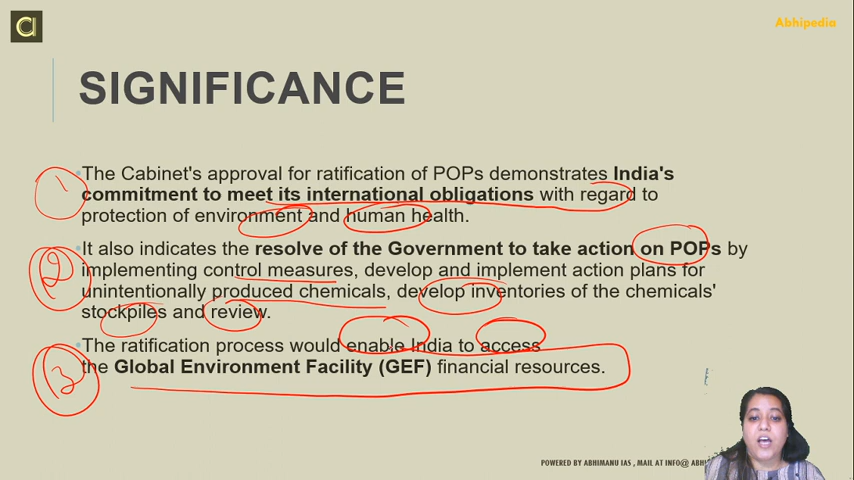 Abhipedia
SIGNIFICANCE
The Cabinet's approval for ratification of POPs demonstrates India's
commitment to meet its international obligations with regard to
protection of environment and human health.
It also indicates the resolve of the Government to take action on POPs by
implementing control measures, develop and implement action plans for
unintentionally produced chemicals, develop inventories of the chemicals'
stockpiles and review.
The ratification process would enable India to access
the Global Environment Facility (GEF) financial resources.
1
2
3
POWERED BY ABHIMANU IAS , MAIL AT INFO@